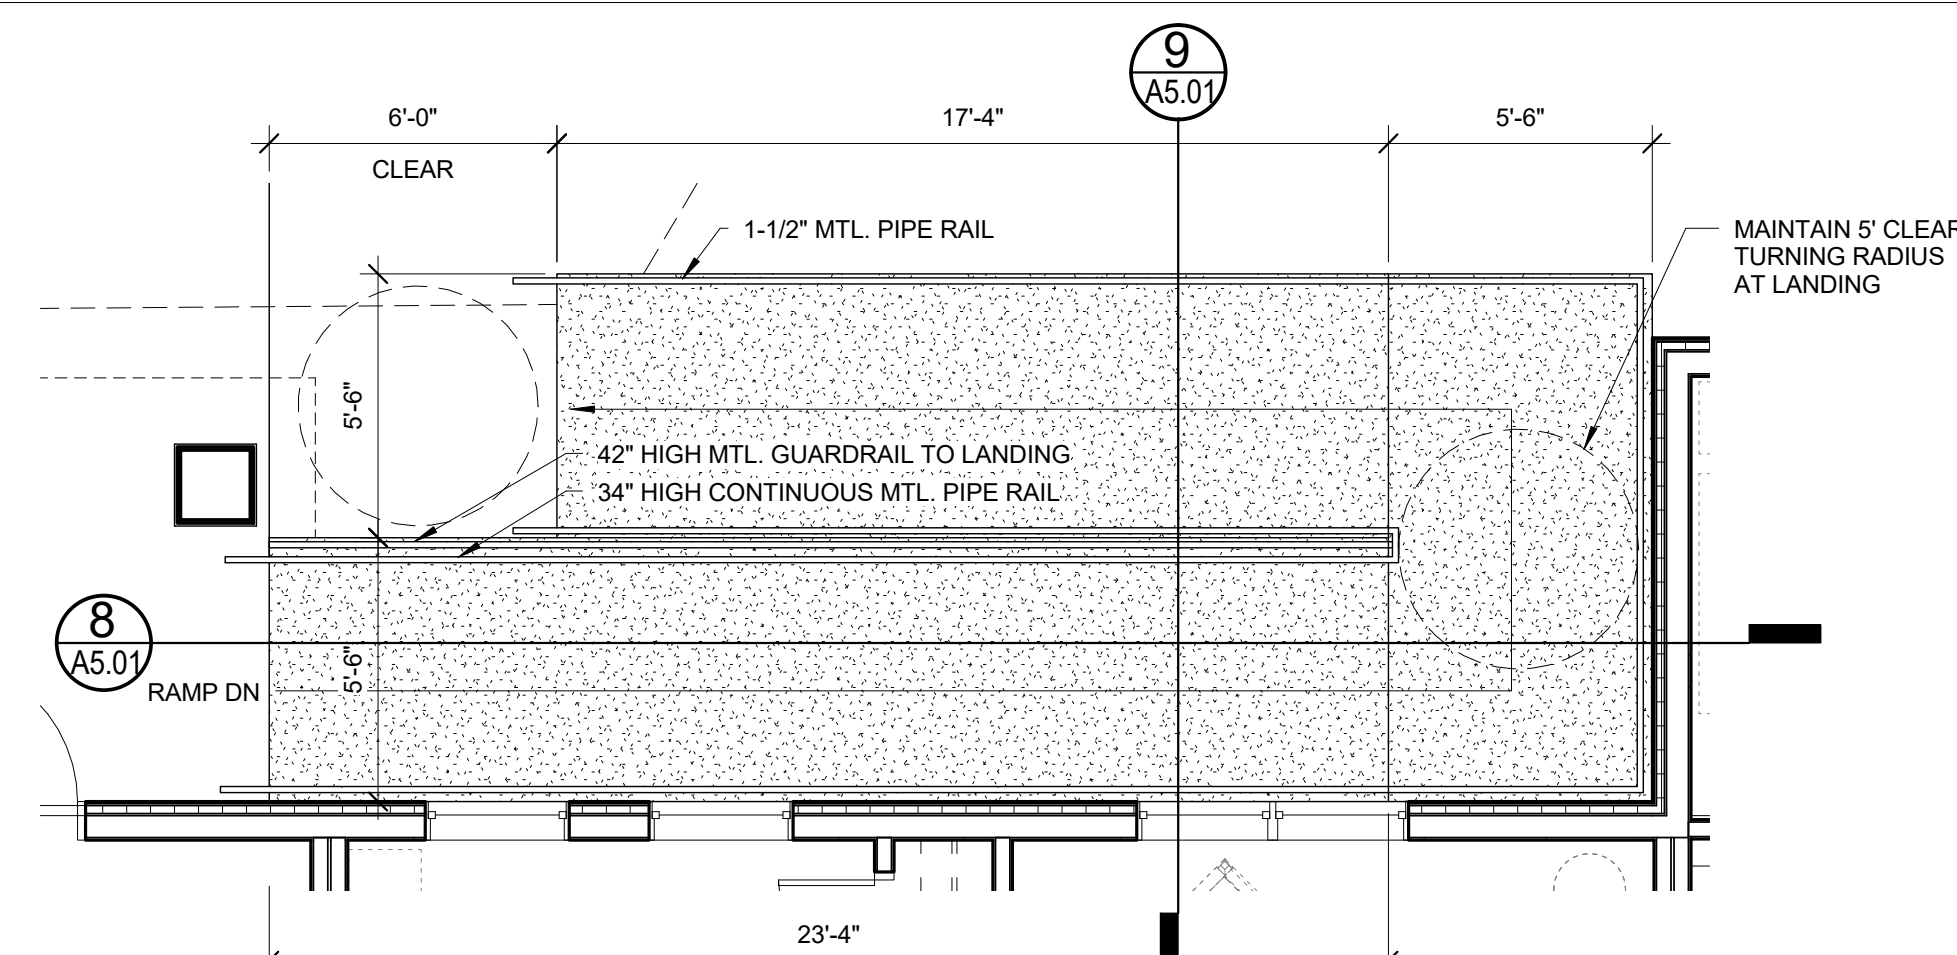 9
A5.01
6'-0"
17'-4"
5'-6"
CLEAR
1-1/2" MTL. PIPE RAIL
MAINTAIN 5' CLEAR
TURNING RADIUS
AT LANDING
5'-6"
42" HIGH MTL. GUARDRAIL TO LANDING
34" HIGH CONTINUOUS MTL. PIPE RAIL
8
A5.01
5'-6"
RAMP DN
23'-4"